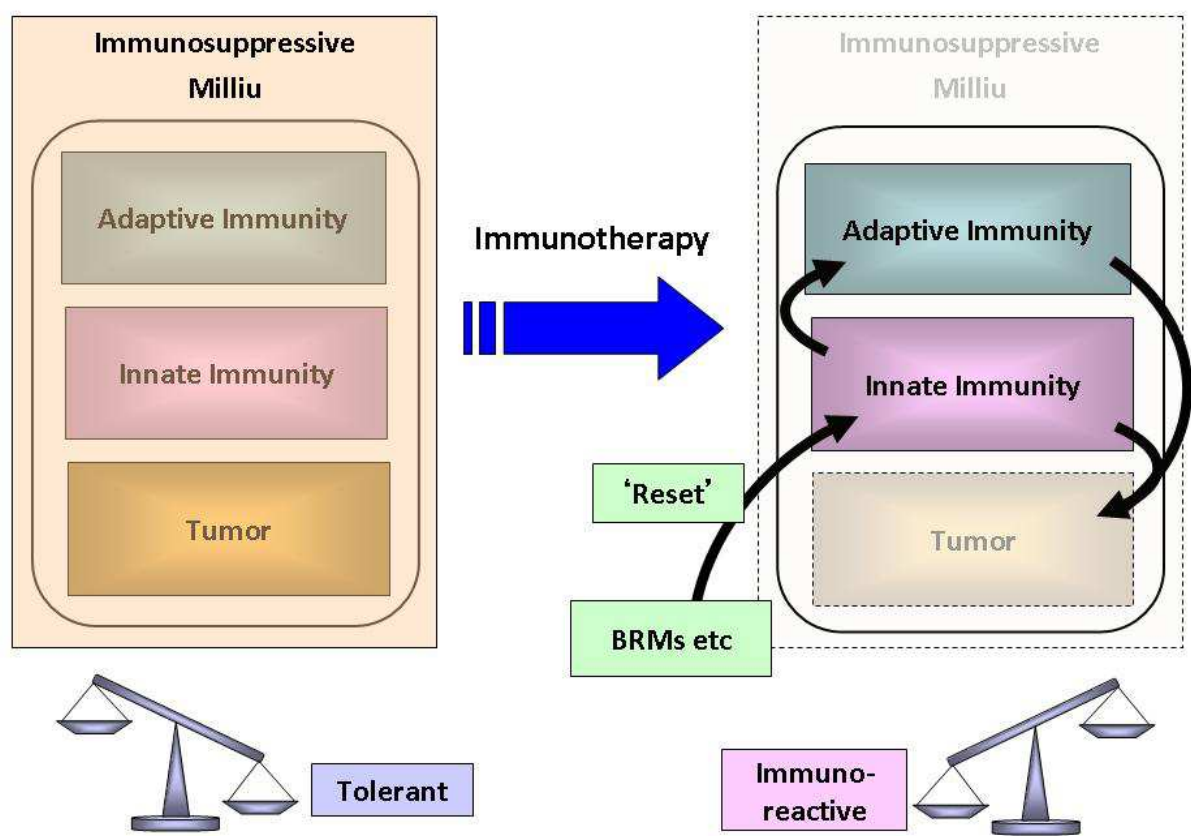 Immunosuppressive
Milliu
Adaptive Immunity
Innate Immunity
Tumor
Tolerant
Immunotherapy
Immunosuppressive
Milliu
Adaptive Immunity
Innate Immunity
Tumor
‘Reset’
BRMs etc
Immuno-
reactive